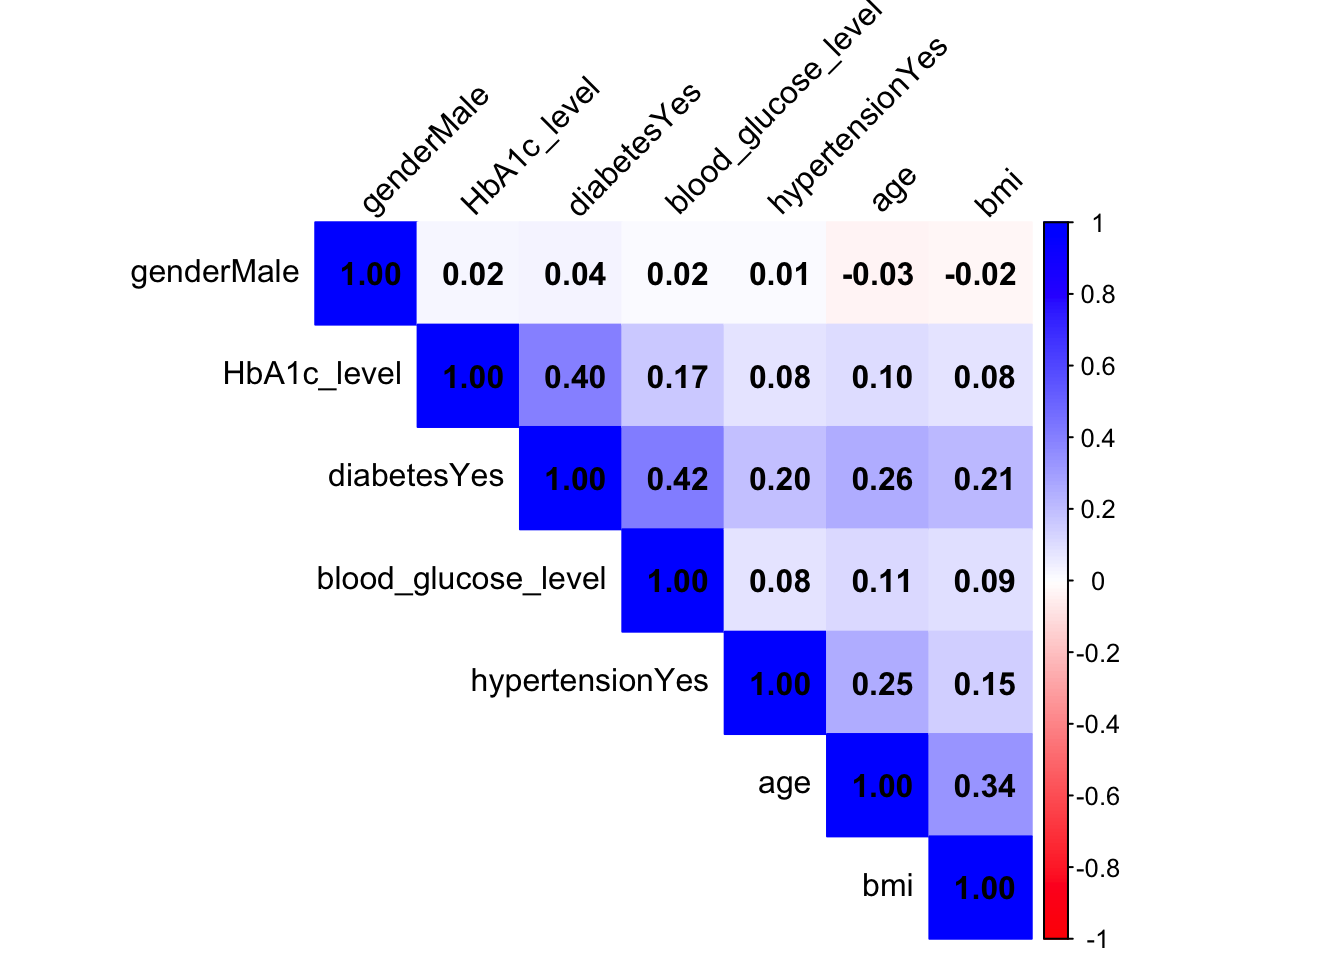 genderMale
HbA1c_level
diabetesYes
blood_glucose_level
hypertensionYes
age
bmi
genderMale 1.00 0.02 0.04 0.02 0.01 -0.03 -0.02
HbA1c_level 1.00 0.40 0.17 0.08 0.10 0.08
diabetesYes 1.00 0.42 0.20 0.26 0.21
blood_glucose_level 1.00 0.08 0.11 0.09
hypertensionYes 1.00 0.25 0.15
age 1.00 0.34
bmi 1.00
1
0.8
0.6
0.4
0.2
0
-0.2
-0.4
-0.6
-0.8
-1